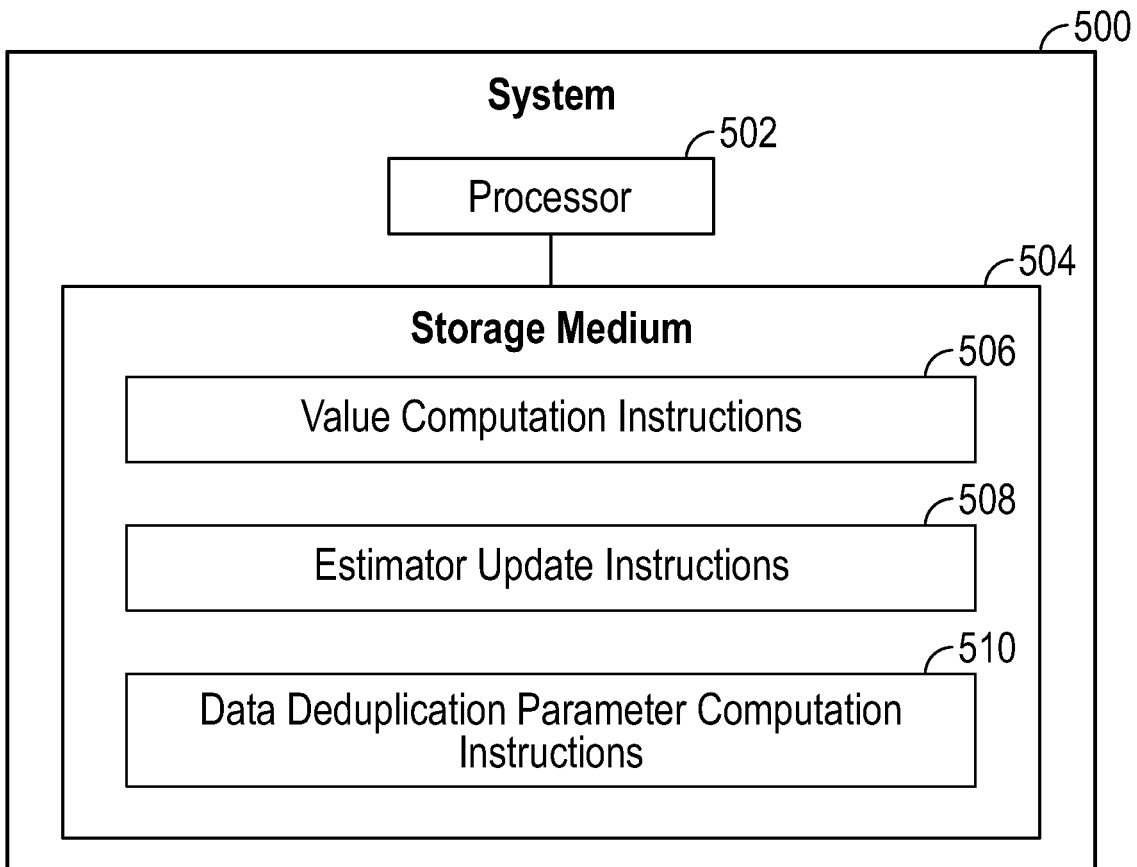 500
System
502
Processor
504
Storage Medium
506
Value Computation Instructions
508
Estimator Update Instructions
510
Data Deduplication Parameter Computation
Instructions